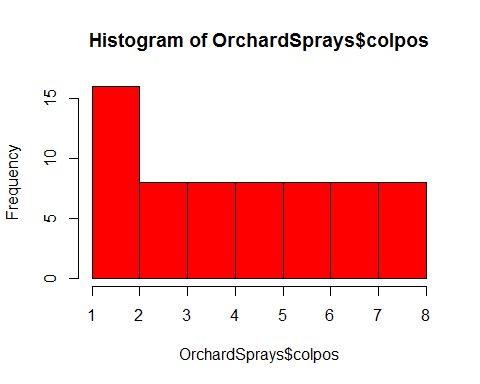 Histogram of OrchardSprays$colpos
Frequency
15
10
5
0
1 2 3 4 5 6 7 8
OrchardSprays$colpos